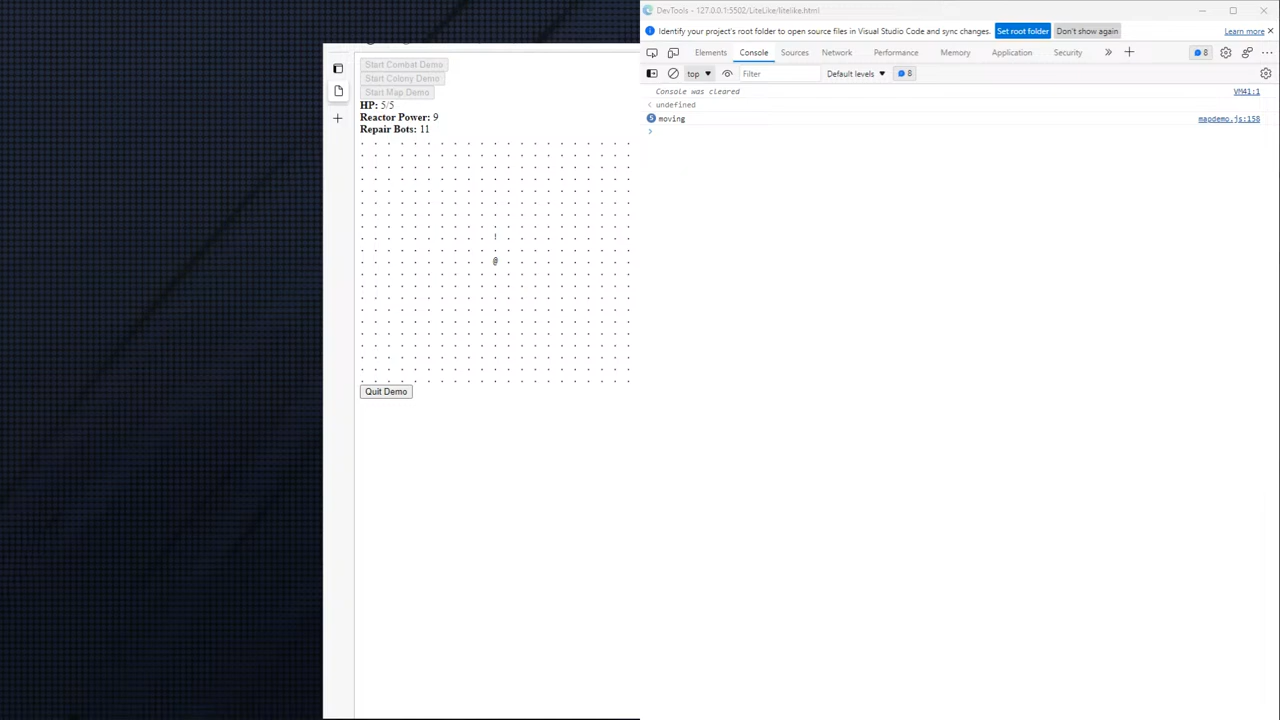 DevTools - 127.0.0.1:5502/LiteLike/litelike.html
Identify your project's root folder to open source files in Visual Studio Code and sync changes. Set root folder Don't show again Learn more
Elements Console Sources Network Performance Memory Application Security 8
top Filter Default levels 8
Console was cleared VM41:1
undefined
5 moving mapdemo.js:158
Start Combat Demo
Start Colony Demo
Start Map Demo
HP: 5/5
Reactor Power: 9
Repair Bots: 11
. . . . . . . . . . . . . . . . . . . . .
. . . . . . . . . . . . . . . . . . . . .
. . . . . . . . . . . . . . . . . . . . .
. . . . . . . . . . . . . . . . . . . . .
. . . . . . . . . . . . . . . . . . . . .
. . . . . . . . . . . . . . . . . . . . .
. . . . . . . . . . . . . . . . . . . . .
. . . . . . . . . . . . . . . . . . . . .
. . . . . . . . . . ! . . . . . . . . . .
. . . . . . . . . . . . . . . . . . . . .
. . . . . . . . . . @ . . . . . . . . . .
. . . . . . . . . . . . . . . . . . . . .
. . . . . . . . . . . . . . . . . . . . .
. . . . . . . . . . . . . . . . . . . . .
. . . . . . . . . . . . . . . . . . . . .
. . . . . . . . . . . . . . . . . . . . .
. . . . . . . . . . . . . . . . . . . . .
. . . . . . . . . . . . . . . . . . . . .
. . . . . . . . . . . . . . . . . . . . .
. . . . . . . . . . . . . . . . . . . . .
. . . . . . . . . . . . . . . . . . . . .
Quit Demo